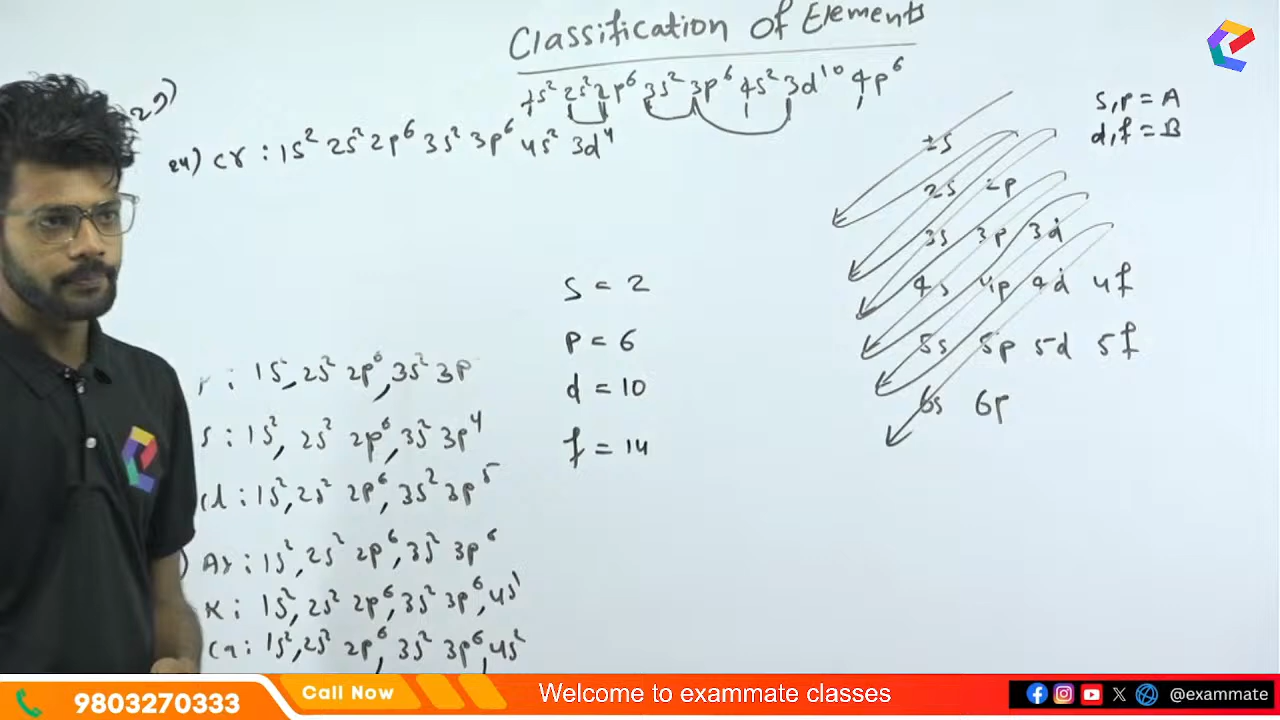 Classification of Elements
1s² 2s² 2p⁶ 3s² 3p⁶ 4s² 3d¹⁰ 4p⁶
24) Cr : 1s² 2s² 2p⁶ 3s² 3p⁶ 4s² 3d⁴
s, p = A
d, f = B
1s
2s 2p
3s 3p 3d
4s 4p 4d 4f
5s 5p 5d 5f
6s 6p
s = 2
p = 6
d = 10
f = 14
: 1s², 2s² 2p⁶, 3s² 3p
s : 1s², 2s² 2p⁶, 3s² 3p⁴
cl : 1s², 2s² 2p⁶, 3s² 3p⁵
) Ar : 1s², 2s² 2p⁶, 3s² 3p⁶
K : 1s², 2s² 2p⁶, 3s² 3p⁶, 4s¹
Ca : 1s², 2s² 2p⁶, 3s² 3p⁶, 4s²
9803270333
Call Now
Welcome to exammate classes
@exammate